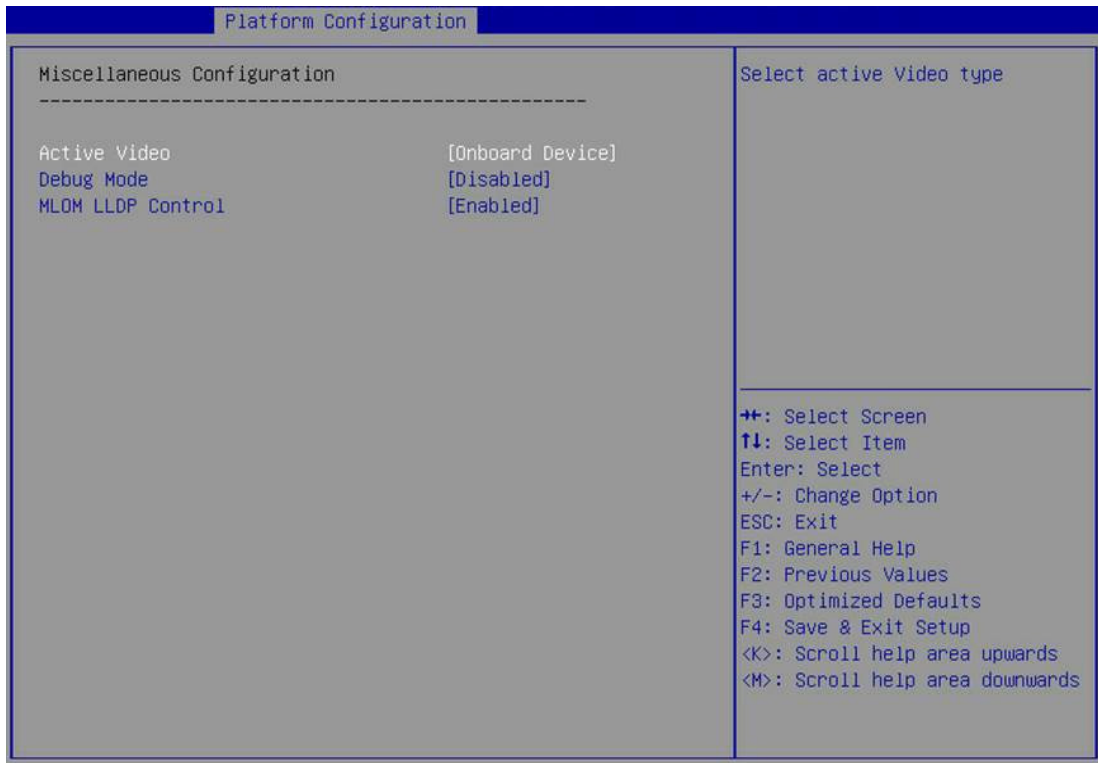 Platform Configuration
Miscellaneous Configuration
--------------------------------------------------
Active Video [Onboard Device]
Debug Mode [Disabled]
MLOM LLDP Control [Enabled]
Select active Video type
→←: Select Screen
↑↓: Select Item
Enter: Select
+/-: Change Option
ESC: Exit
F1: General Help
F2: Previous Values
F3: Optimized Defaults
F4: Save & Exit Setup
<K>: Scroll help area upwards
<M>: Scroll help area downwards